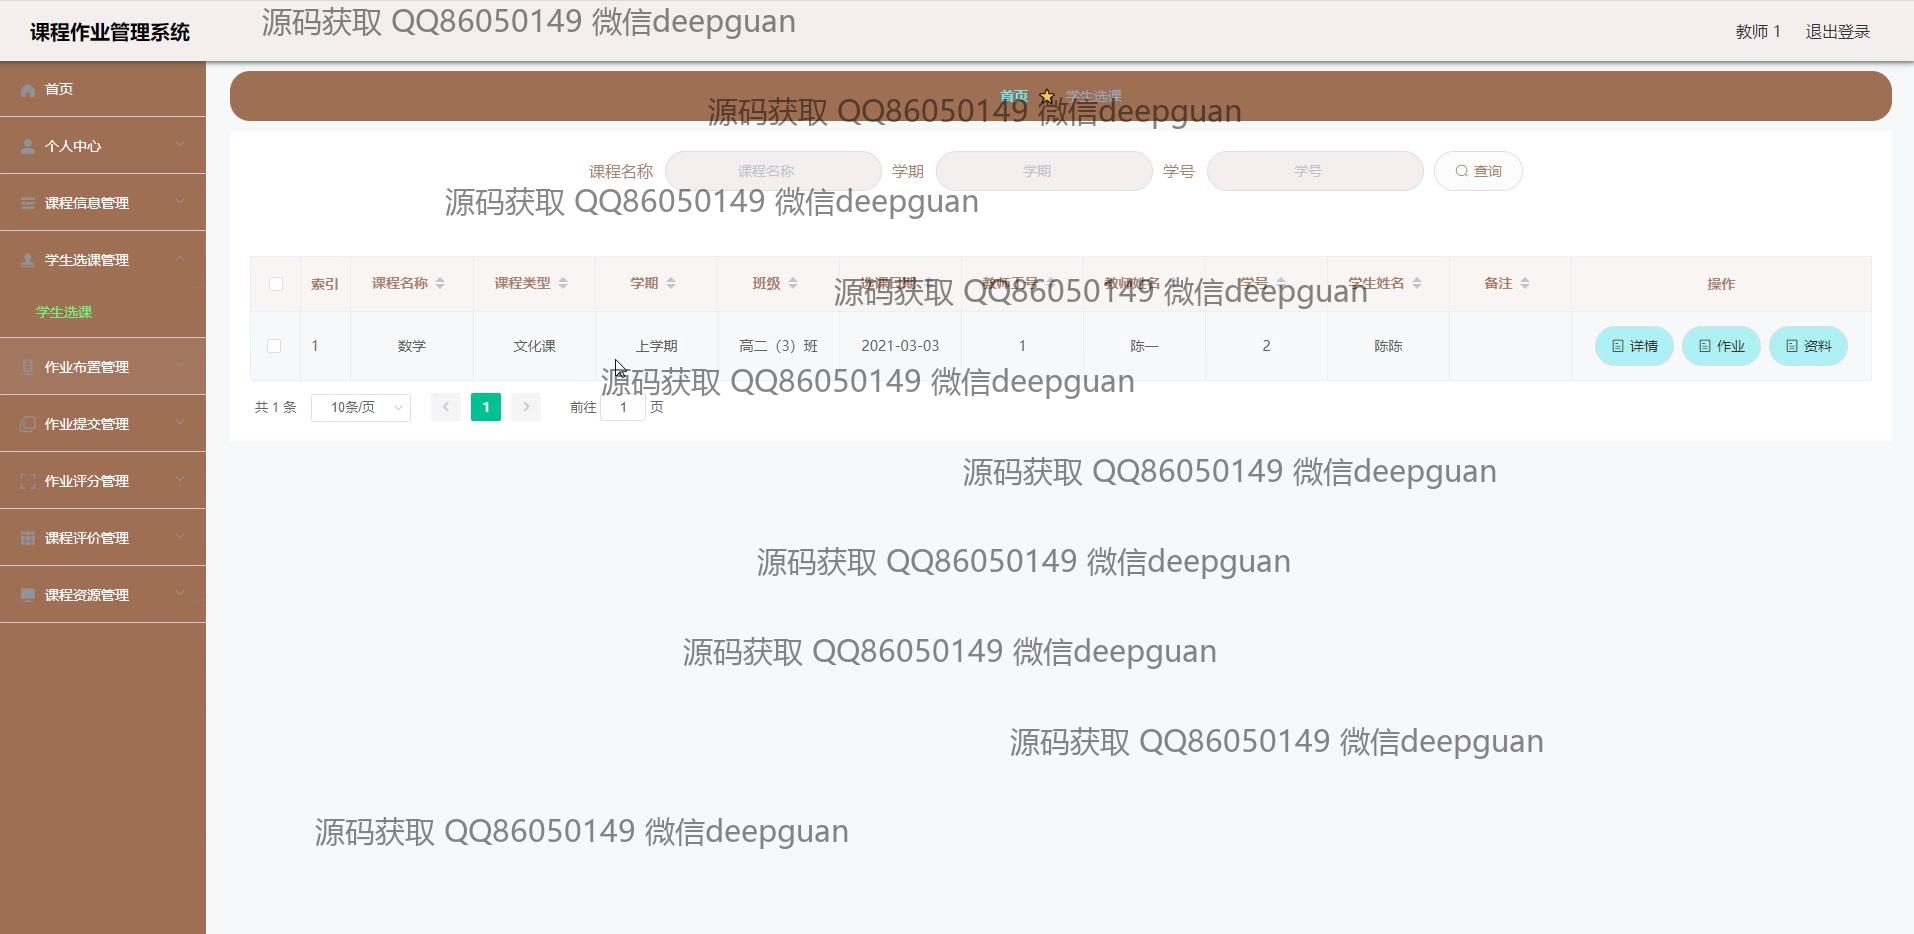 课程作业管理系统
源码获取 QQ86050149 微信deepguan
教师 1 退出登录
首页
个人中心
课程信息管理
学生选课管理
学生选课
作业布置管理
作业提交管理
作业评分管理
课程评价管理
课程资源管理
首页 学生选课
源码获取 QQ86050149 微信deepguan
课程名称 课程名称 学期 学期 学号 学号 查询
源码获取 QQ86050149 微信deepguan
索引 课程名称 课程类型 学期 班级 选课日期 教师工号 教师姓名 学号 学生姓名 备注 操作
源码获取 QQ86050149 微信deepguan
1 数学 文化课 上学期 高二（3）班 2021-03-03 1 陈一 2 陈陈 详情 作业 资料
源码获取 QQ86050149 微信deepguan
共 1 条 10条/页 1 前往 1 页
源码获取 QQ86050149 微信deepguan
源码获取 QQ86050149 微信deepguan
源码获取 QQ86050149 微信deepguan
源码获取 QQ86050149 微信deepguan
源码获取 QQ86050149 微信deepguan